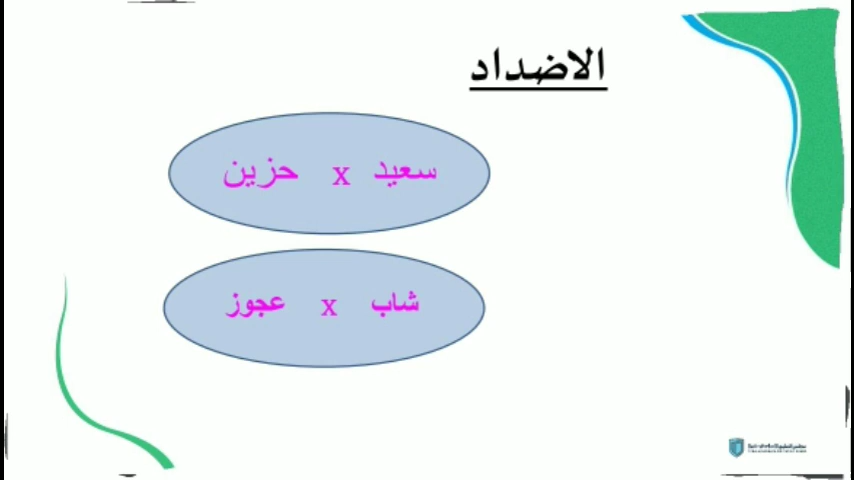 الاضداد
سعيد x حزين
شاب x عجوز